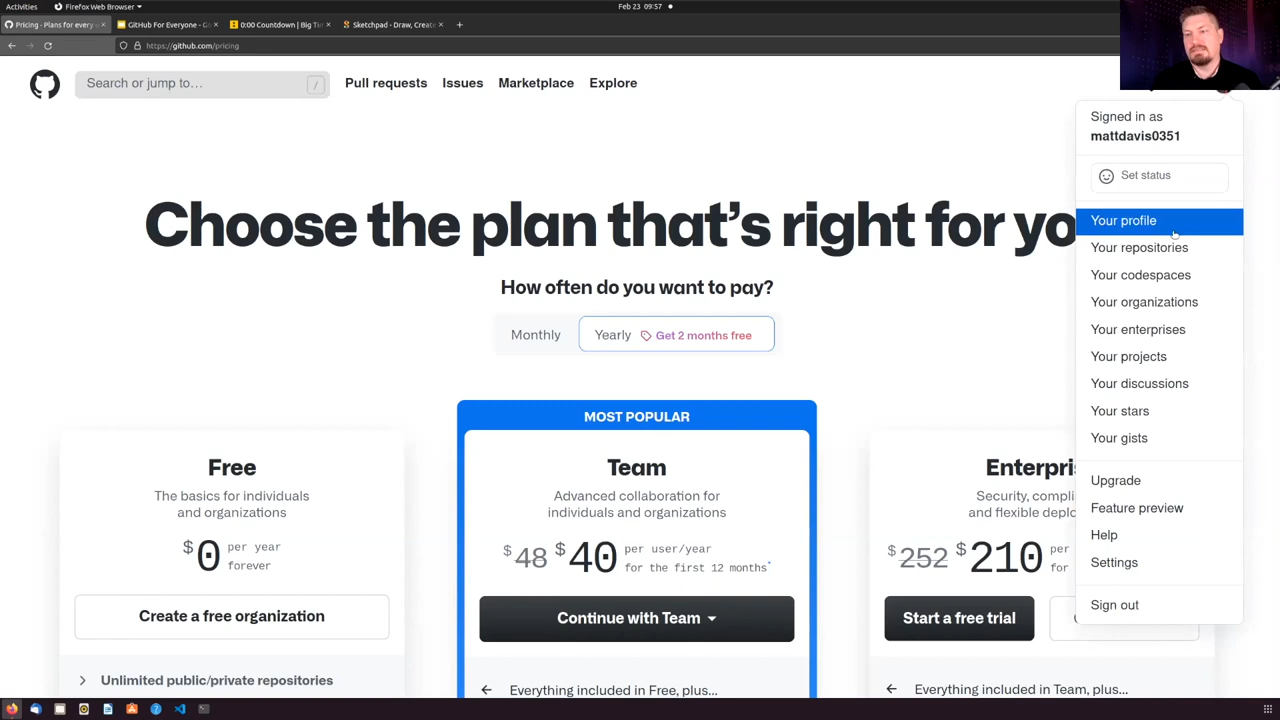 Activities
Firefox Web Browser
Feb 23 09:57
Pricing · Plans for every
GitHub For Everyone - G
0:00 Countdown | Big Ti
Sketchpad - Draw, Create
https://github.com/pricing
Search or jump to…
/
Pull requests
Issues
Marketplace
Explore
Signed in as
mattdavis0351
Set status
Your profile
Your repositories
Your codespaces
Your organizations
Your enterprises
Your projects
Your discussions
Your stars
Your gists
Upgrade
Feature preview
Help
Settings
Sign out
Choose the plan that’s right for yo
How often do you want to pay?
Monthly
Yearly Get 2 months free
MOST POPULAR
Free
The basics for individuals
and organizations
$ 0 per year
forever
Create a free organization
Unlimited public/private repositories
Team
Advanced collaboration for
individuals and organizations
$ 48 $ 40 per user/year
for the first 12 months*
Continue with Team
Everything included in Free, plus...
Enterpri
Security, compli
and flexible deplo
$ 252 $ 210 per
for
Start a free trial
Everything included in Team, plus...